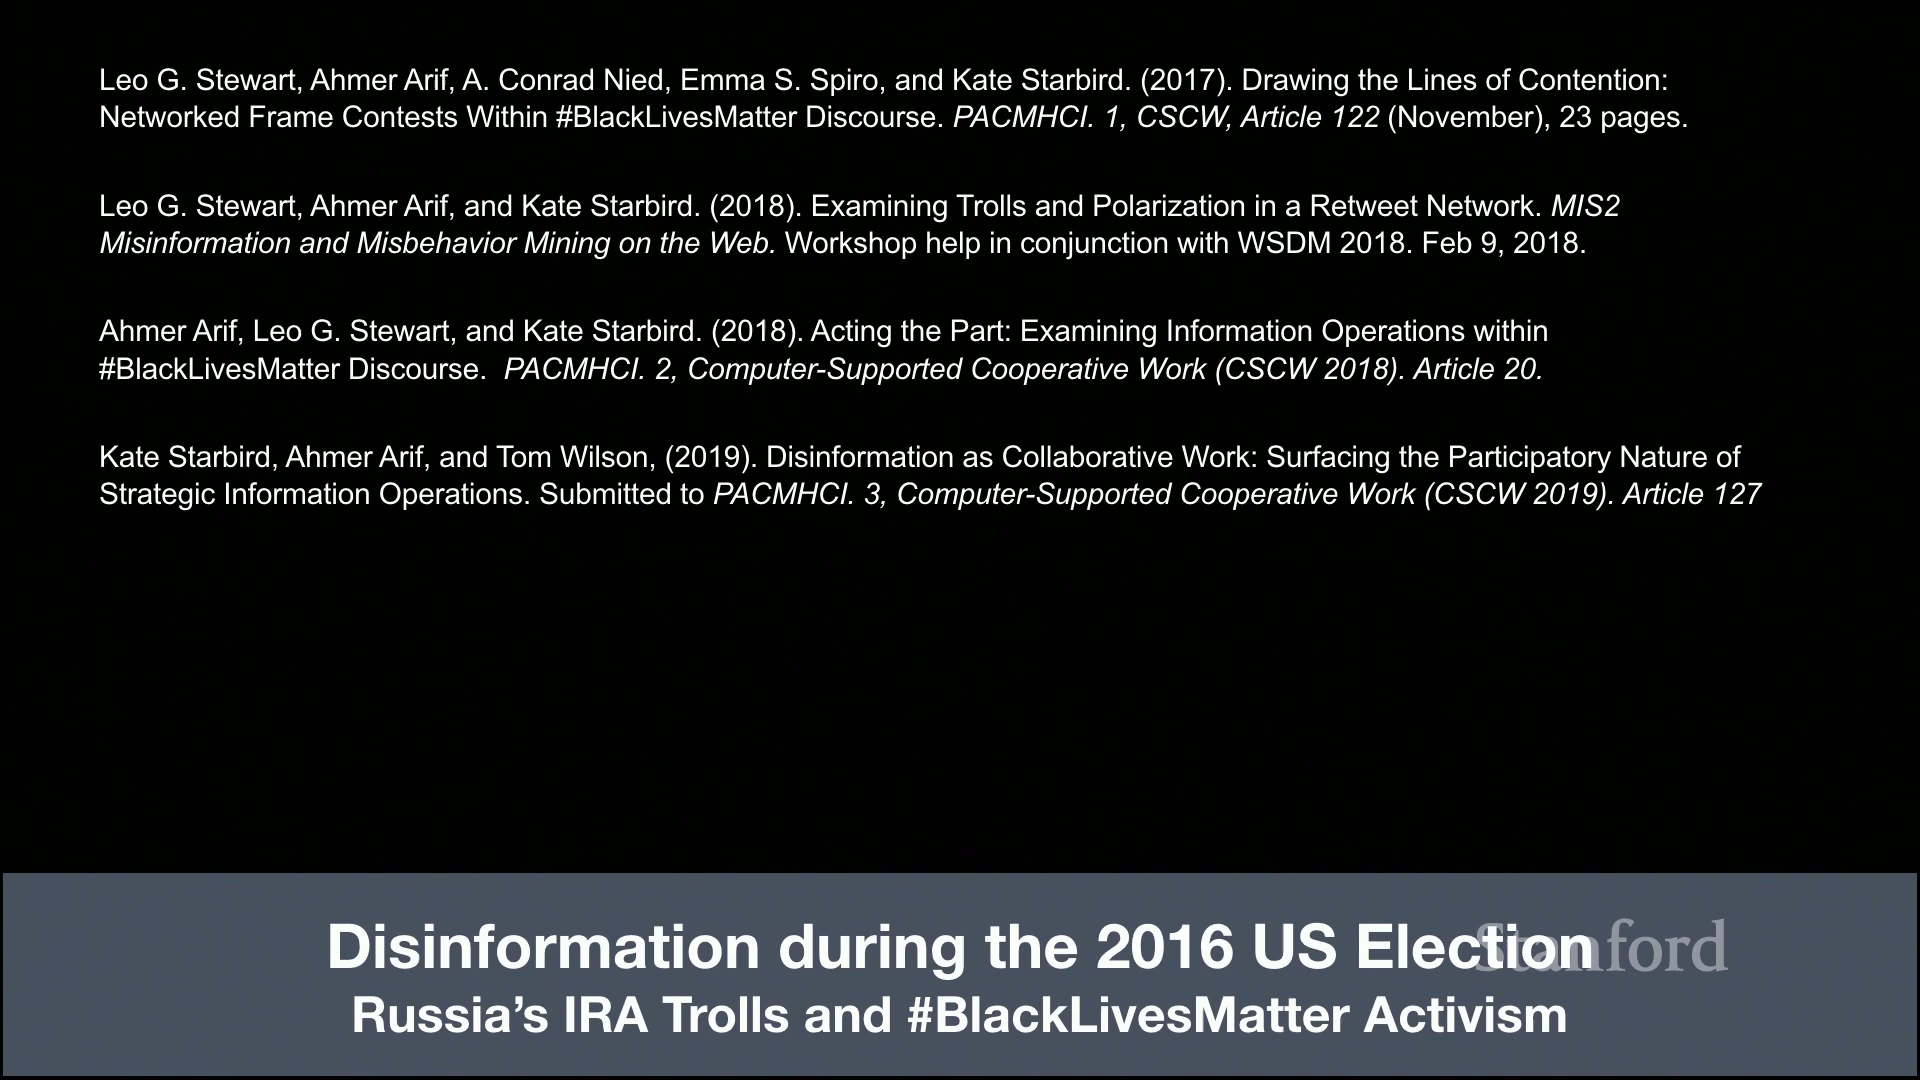 Leo G. Stewart, Ahmer Arif, A. Conrad Nied, Emma S. Spiro, and Kate Starbird. (2017). Drawing the Lines of Contention:
Networked Frame Contests Within #BlackLivesMatter Discourse. PACMHCI. 1, CSCW, Article 122 (November), 23 pages.
Leo G. Stewart, Ahmer Arif, and Kate Starbird. (2018). Examining Trolls and Polarization in a Retweet Network. MIS2
Misinformation and Misbehavior Mining on the Web. Workshop help in conjunction with WSDM 2018. Feb 9, 2018.
Ahmer Arif, Leo G. Stewart, and Kate Starbird. (2018). Acting the Part: Examining Information Operations within
#BlackLivesMatter Discourse. PACMHCI. 2, Computer-Supported Cooperative Work (CSCW 2018). Article 20.
Kate Starbird, Ahmer Arif, and Tom Wilson, (2019). Disinformation as Collaborative Work: Surfacing the Participatory Nature of
Strategic Information Operations. Submitted to PACMHCI. 3, Computer-Supported Cooperative Work (CSCW 2019). Article 127
Disinformation during the 2016 US Election
Stanford
Russia’s IRA Trolls and #BlackLivesMatter Activism